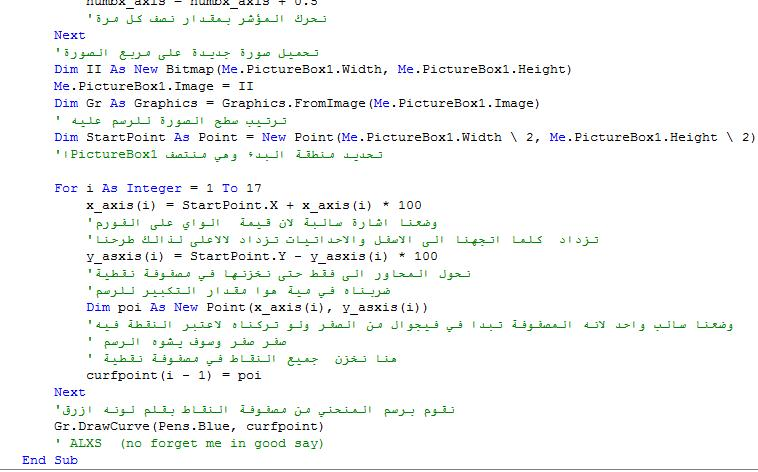 numbx_axis = numbx_axis + 0.5
'نحرك المؤشر بمقدار نصف كل مرة
Next
'تحميل صورة جديدة على مربع الصورة
Dim II As New Bitmap(Me.PictureBox1.Width, Me.PictureBox1.Height)
Me.PictureBox1.Image = II
Dim Gr As Graphics = Graphics.FromImage(Me.PictureBox1.Image)
' ترتيب سطح الصورة للرسم عليه
Dim StartPoint As Point = New Point(Me.PictureBox1.Width \ 2, Me.PictureBox1.Height \ 2)
'تحديد منطقة البدء وهي منتصف PictureBox1ا
For i As Integer = 1 To 17
x_axis(i) = StartPoint.X + x_axis(i) * 100
'وضعنا اشارة سالبة لان قيمة الواي على الفورم
'تزداد كلما اتجهنا الى الاسفل والاحداثيات تزداد لالاعلى لذالك طرحنا
y_asxis(i) = StartPoint.Y - y_asxis(i) * 100
'نحول المحاور الى فقط حتى نخزنها في مصفوفة نقطية
'ضربناه في مية هوا مقدار التكبير للرسم
Dim poi As New Point(x_axis(i), y_asxis(i))
'وضعنا سالب واحد لانه المصفوفة تبدا في فيجوال من الصفر ولو تركناه لاعتبر النقطة فيه
' صفر صفر وسوف يشوه الرسم
' هنا نخزن جميع النقاط في مصفوفة نقطية
curfpoint(i - 1) = poi
Next
'نقوم برسم المنحني من مصفوفة النقاط بقلم لونه ازرق
Gr.DrawCurve(Pens.Blue, curfpoint)
' ALXS (no forget me in good say)
End Sub